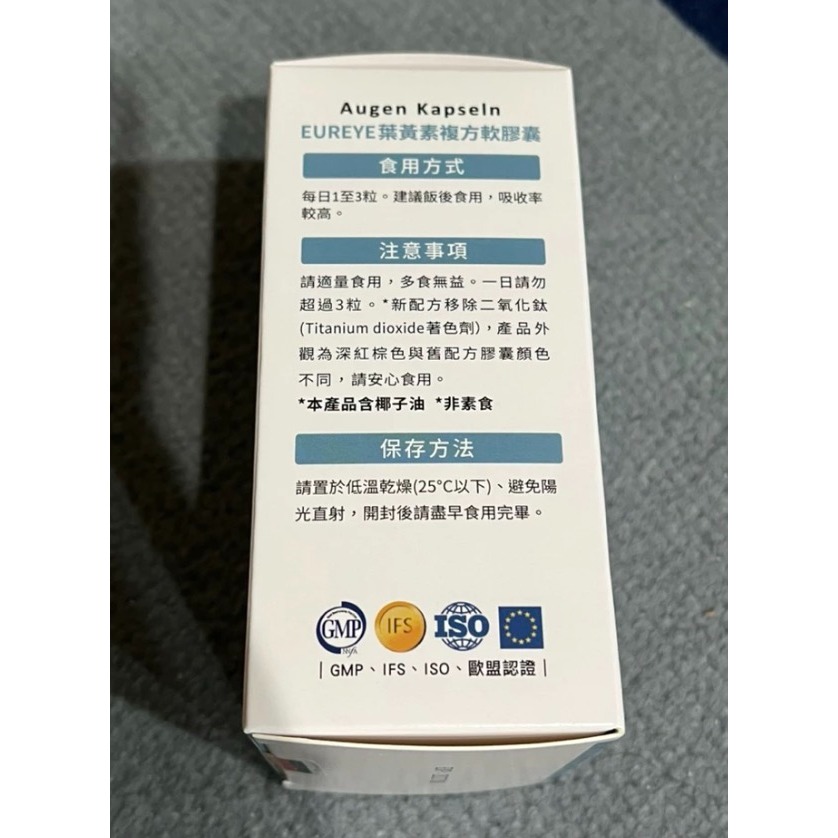 Augen Kapseln
EUREYE葉黃素複方軟膠囊
食用方式
每日1至3粒。建議飯後食用，吸收率
較高。
注意事項
請適量食用，多食無益。一日請勿
超過3粒。*新配方移除二氧化鈦
(Titanium dioxide著色劑)，產品外
觀為深紅棕色與舊配方膠囊顏色
不同，請安心食用。
*本產品含椰子油 *非素食
保存方法
請置於低溫乾燥(25°C以下)、避免陽
光直射，開封後請盡早食用完畢。
GMP IFS ISO
| GMP、IFS、ISO、歐盟認證 |